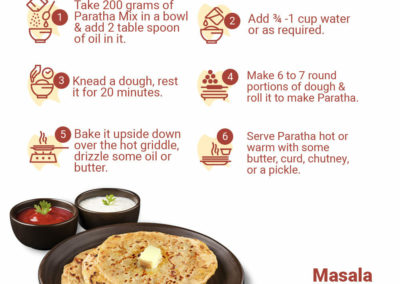 1
Take 200 grams of
Paratha Mix in a bowl
& add 2 table spoon
of oil in it.
2
Add ¾ -1 cup water
or as required.
3
Knead a dough, rest
it for 20 minutes.
4
Make 6 to 7 round
portions of dough &
roll it to make Paratha.
5
Bake it upside down
over the hot griddle,
drizzle some oil or
butter.
6
Serve Paratha hot or
warm with some
butter, curd, chutney,
or a pickle.
Masala